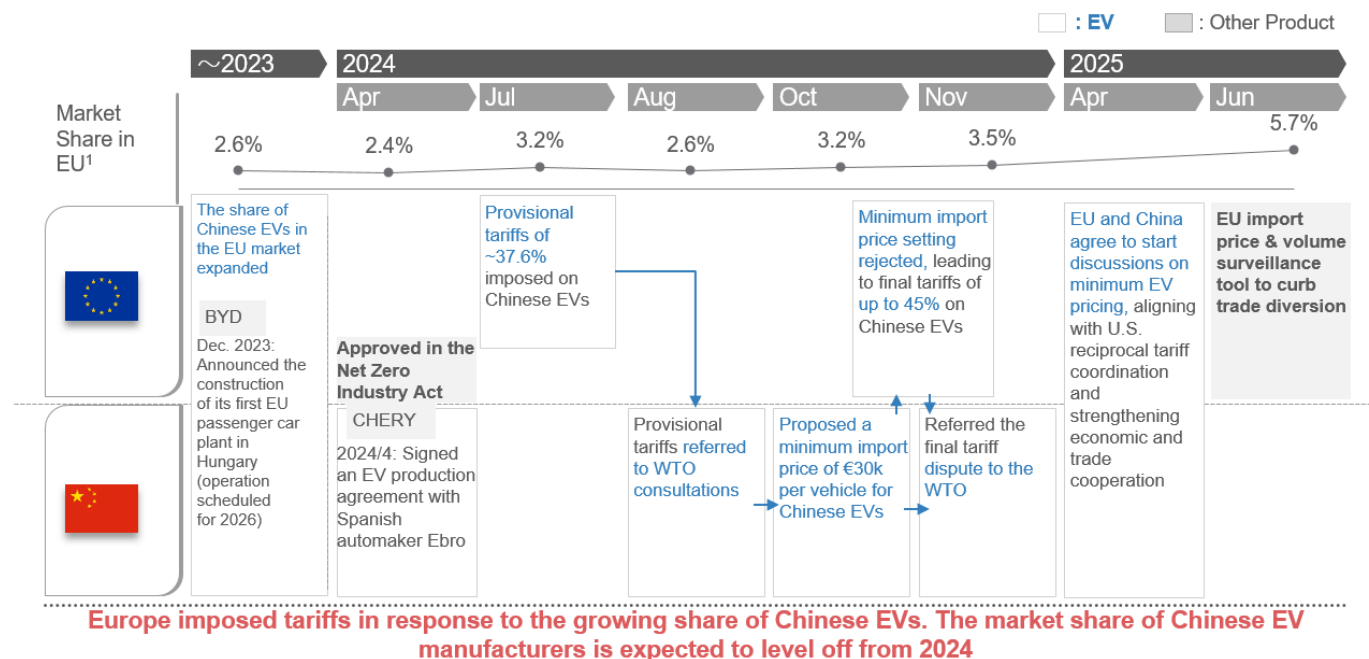 : EV
: Other Product
～2023
2024
2025
Apr
Jul
Aug
Oct
Nov
Apr
Jun
Market
Share in
EU1
2.6%
2.4%
3.2%
2.6%
3.2%
3.5%
5.7%
The share of
Chinese EVs in
the EU market
expanded
BYD
Dec. 2023:
Announced the
construction
of its first EU
passenger car
plant in
Hungary
(operation
scheduled
for 2026)
Approved in the
Net Zero
Industry Act
CHERY
2024/4: Signed
an EV production
agreement with
Spanish
automaker Ebro
Provisional
tariffs of
~37.6%
imposed on
Chinese EVs
Provisional
tariffs referred
to WTO
consultations
Proposed a
minimum import
price of €30k
per vehicle for
Chinese EVs
Minimum import
price setting
rejected, leading
to final tariffs of
up to 45% on
Chinese EVs
Referred the
final tariff
dispute to the
WTO
EU and China
agree to start
discussions on
minimum EV
pricing, aligning
with U.S.
reciprocal tariff
coordination
and
strengthening
economic and
trade
cooperation
EU import
price & volume
surveillance
tool to curb
trade diversion
Europe imposed tariffs in response to the growing share of Chinese EVs. The market share of Chinese EV
manufacturers is expected to level off from 2024